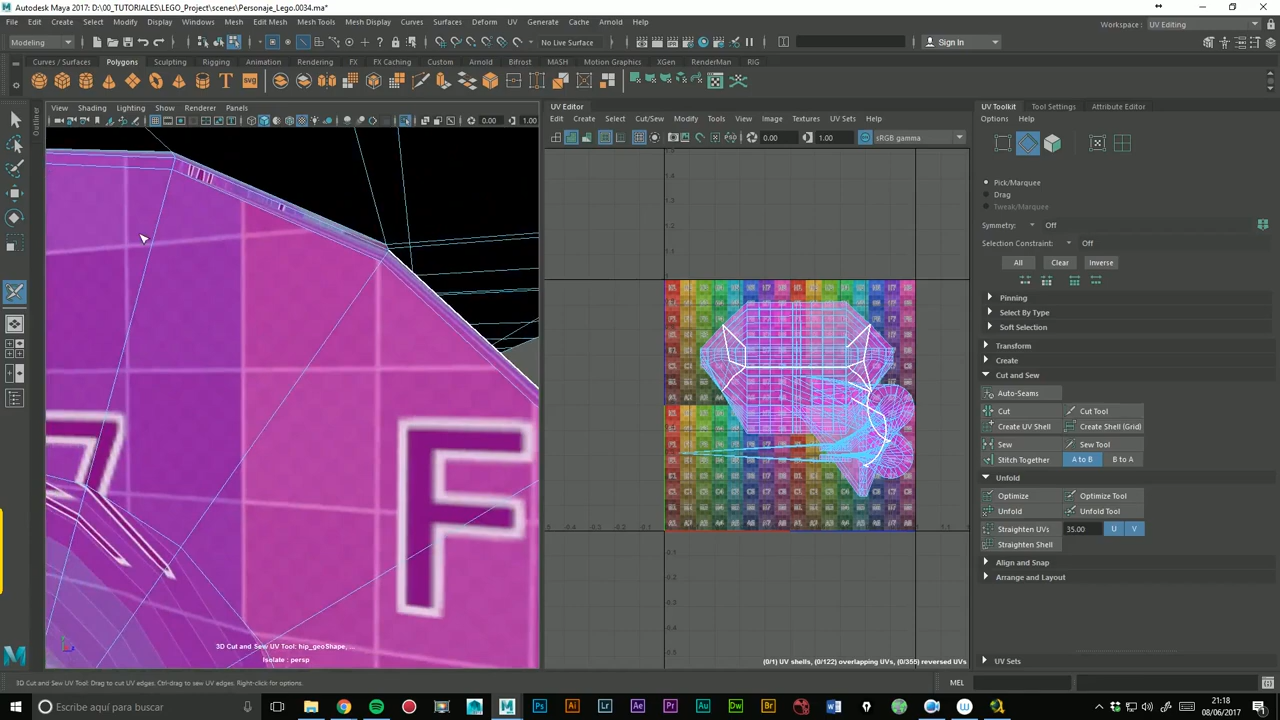 Autodesk Maya 2017: D:\00_TUTORIALES\LEGO_Project\scenes\Personaje_Lego.0034.ma*
File Edit Create Select Modify Display Windows Mesh Edit Mesh Mesh Tools Mesh Display Curves Surfaces Deform UV Generate Cache Arnold Help
Workspace : UV Editing
Modeling
No Live Surface
Sign In
Curves / Surfaces Polygons Sculpting Rigging Animation Rendering FX FX Caching Custom Arnold Bifrost MASH Motion Graphics XGen RenderMan RIG
T svg
View Shading Lighting Show Renderer Panels
0.00 1.00
Outliner
UV Editor
Edit Create Select Cut/Sew Modify Tools View Image Textures UV Sets Help
0.00 1.00 sRGB gamma
UV Toolkit Tool Settings Attribute Editor
Options Help
Pick/Marquee
Drag
Tweak/Marquee
Symmetry: Off
Selection Constraint: Off
All Clear Inverse
Pinning
Select By Type
Soft Selection
Transform
Create
Cut and Sew
Auto-Seams
Cut Cut Tool
Create UV Shell Create Shell (Grid)
Sew Sew Tool
Stitch Together A to B B to A
Unfold
Optimize Optimize Tool
Unfold Unfold Tool
Straighten UVs 35.00 U V
Straighten Shell
Align and Snap
Arrange and Layout
UV Sets
F
3D Cut and Sew UV Tool: hip_geoShape, ...
Isolate : persp
(0/1) UV shells, (0/122) overlapping UVs, (0/355) reversed UVs
3D Cut and Sew UV Tool: Drag to cut UV edges. Ctrl-drag to sew UV edges. Right-click for options.
MEL
Escribe aquí para buscar
21:18
08/06/2017